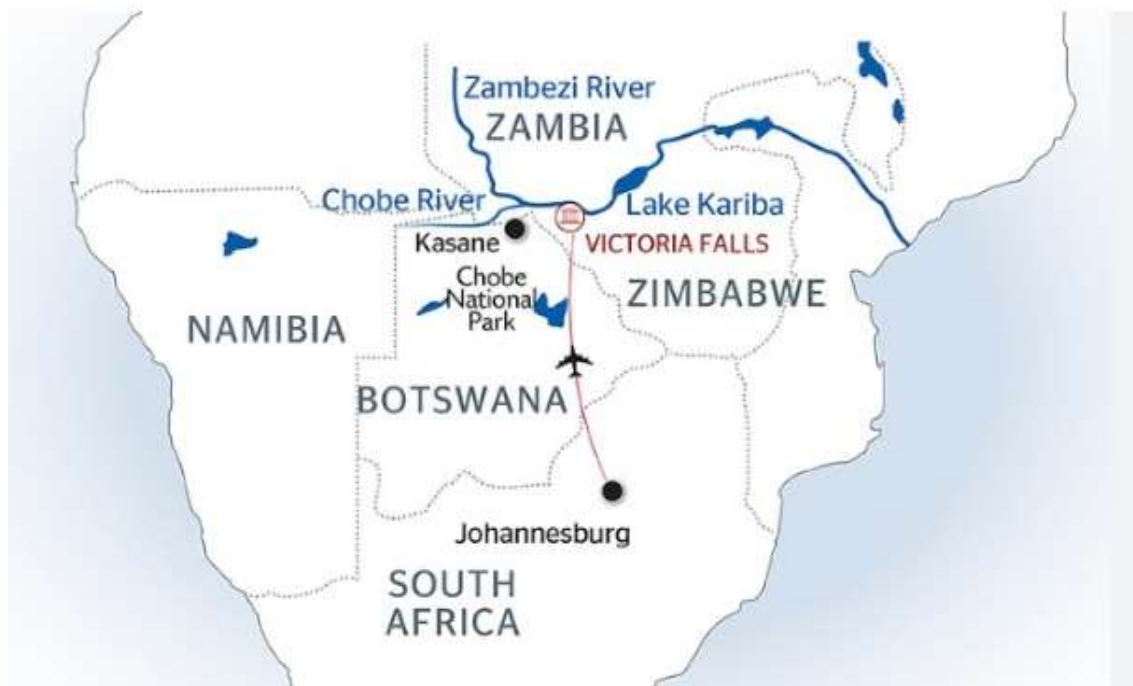 Zambezi River
ZAMBIA
Chobe River
Lake Kariba
Kasane
VICTORIA FALLS
Chobe
National
Park
ZIMBABWE
NAMIBIA
BOTSWANA
Johannesburg
SOUTH
AFRICA